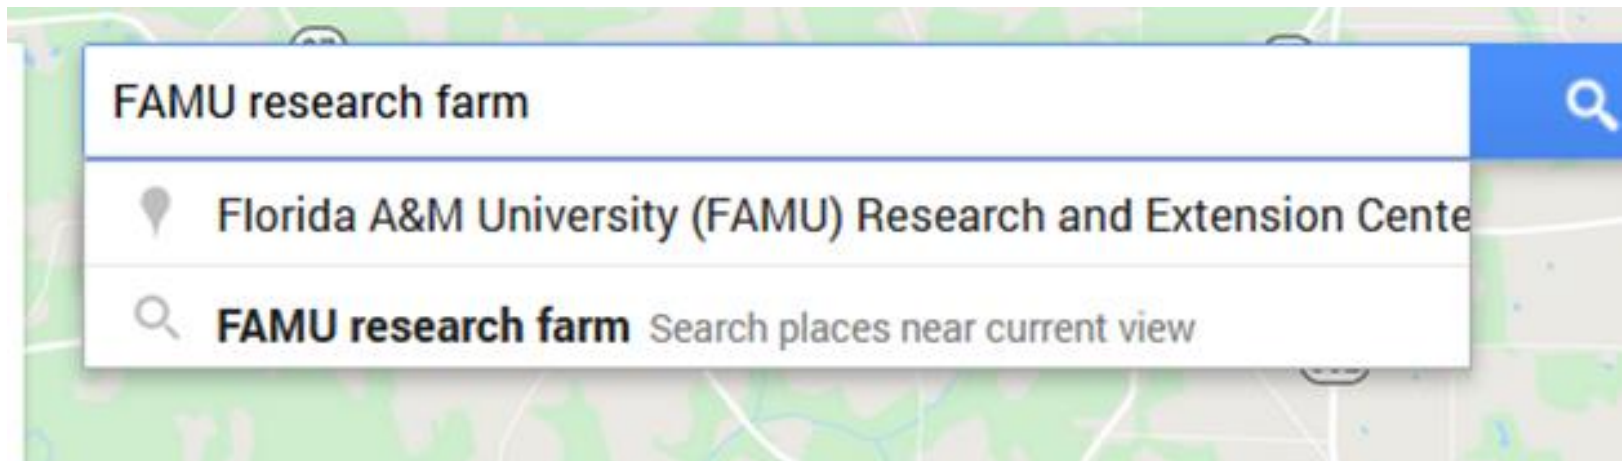 FAMU research farm
Florida A&M University (FAMU) Research and Extension Cente
FAMU research farm Search places near current view